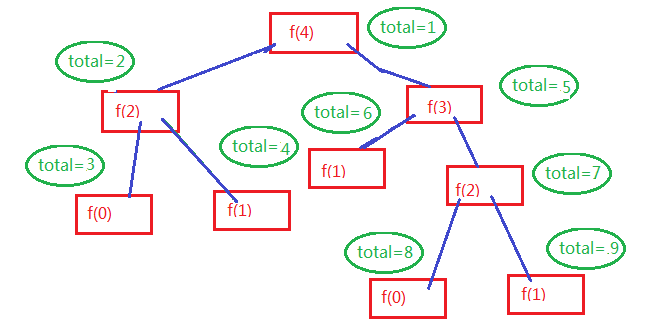 f(4)
total=1
total=2
f(2)
total=6
f(3)
total=5
total=3
total=4
f(1)
f(0)
f(1)
f(2)
total=7
total=8
total=9
f(0)
f(1)